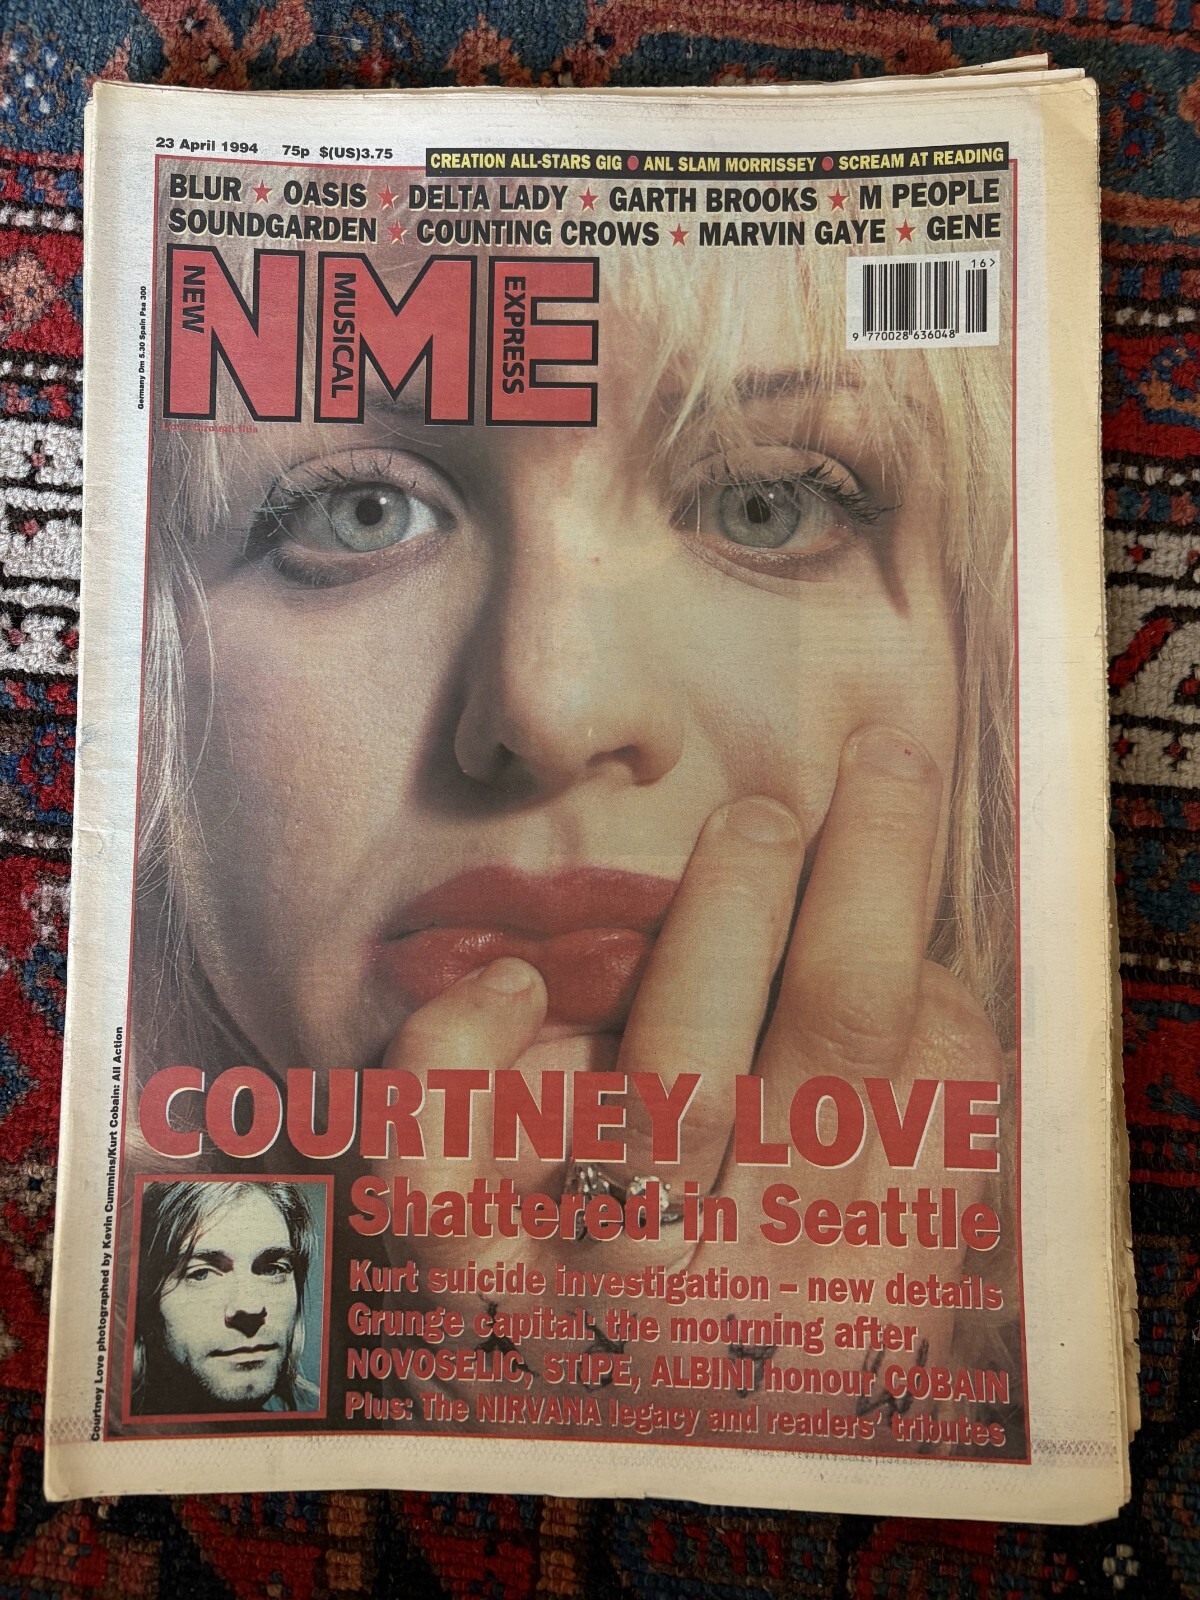 23 April 1994 75p $(US)3.75
CREATION ALL-STARS GIG ● ANL SLAM MORRISSEY ● SCREAM AT READING
BLUR ★ OASIS ★ DELTA LADY ★ GARTH BROOKS ★ M PEOPLE
SOUNDGARDEN ★ COUNTING CROWS ★ MARVIN GAYE ★ GENE
NME
NEW
MUSICAL
EXPRESS
16>
9 770028 636048
Germany Dm 5.30 Spain Psa 300
through this
COURTNEY LOVE
Shattered in Seattle
Kurt suicide investigation – new details
Grunge capital: the mourning after
NOVOSELIC, STIPE, ALBINI honour COBAIN
Plus: The NIRVANA legacy and readers' tributes
Courtney Love photographed by Kevin Cummins/Kurt Cobain: All Action